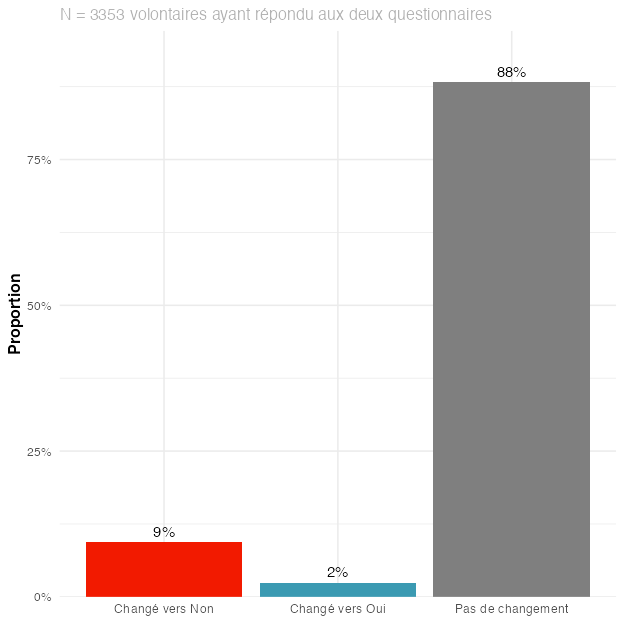 N = 3353 volontaires ayant répondu aux deux questionnaires
88%
75%
50%
25%
0%
Proportion
9%
2%
Changé vers Non
Changé vers Oui
Pas de changement